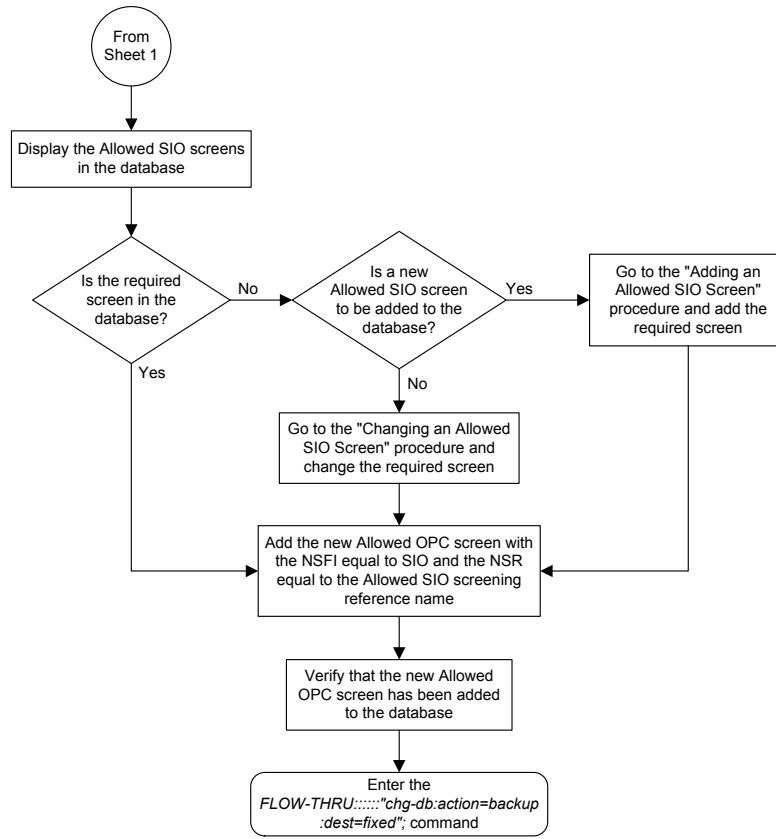 From
Sheet 1
Display the Allowed SIO screens
in the database
Is the required
screen in the
database?
No
Yes
Is a new
Allowed SIO screen
to be added to the
database?
Yes
No
Go to the "Adding an
Allowed SIO Screen"
procedure and add the
required screen
Go to the "Changing an Allowed
SIO Screen" procedure and
change the required screen
Add the new Allowed OPC screen with
the NSFI equal to SIO and the NSR
equal to the Allowed SIO screening
reference name
Verify that the new Allowed
OPC screen has been added
to the database
Enter the
FLOW-THRU::::::"chg-db:action=backup
:dest=fixed"; command